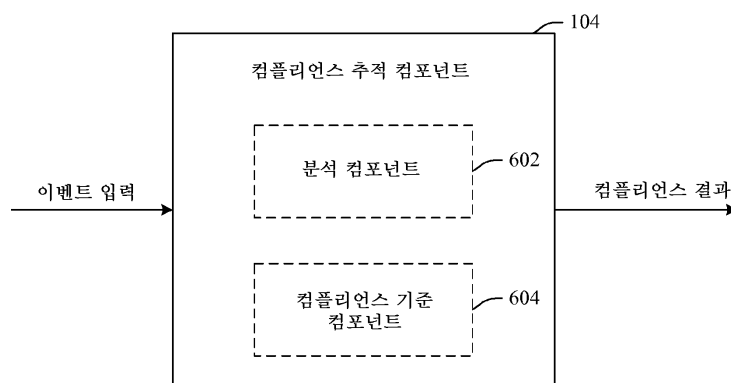 104
컴플리언스 추적 컴포넌트
분석 컴포넌트
602
이벤트 입력
컴플리언스 결과
컴플리언스 기준
컴포넌트
604